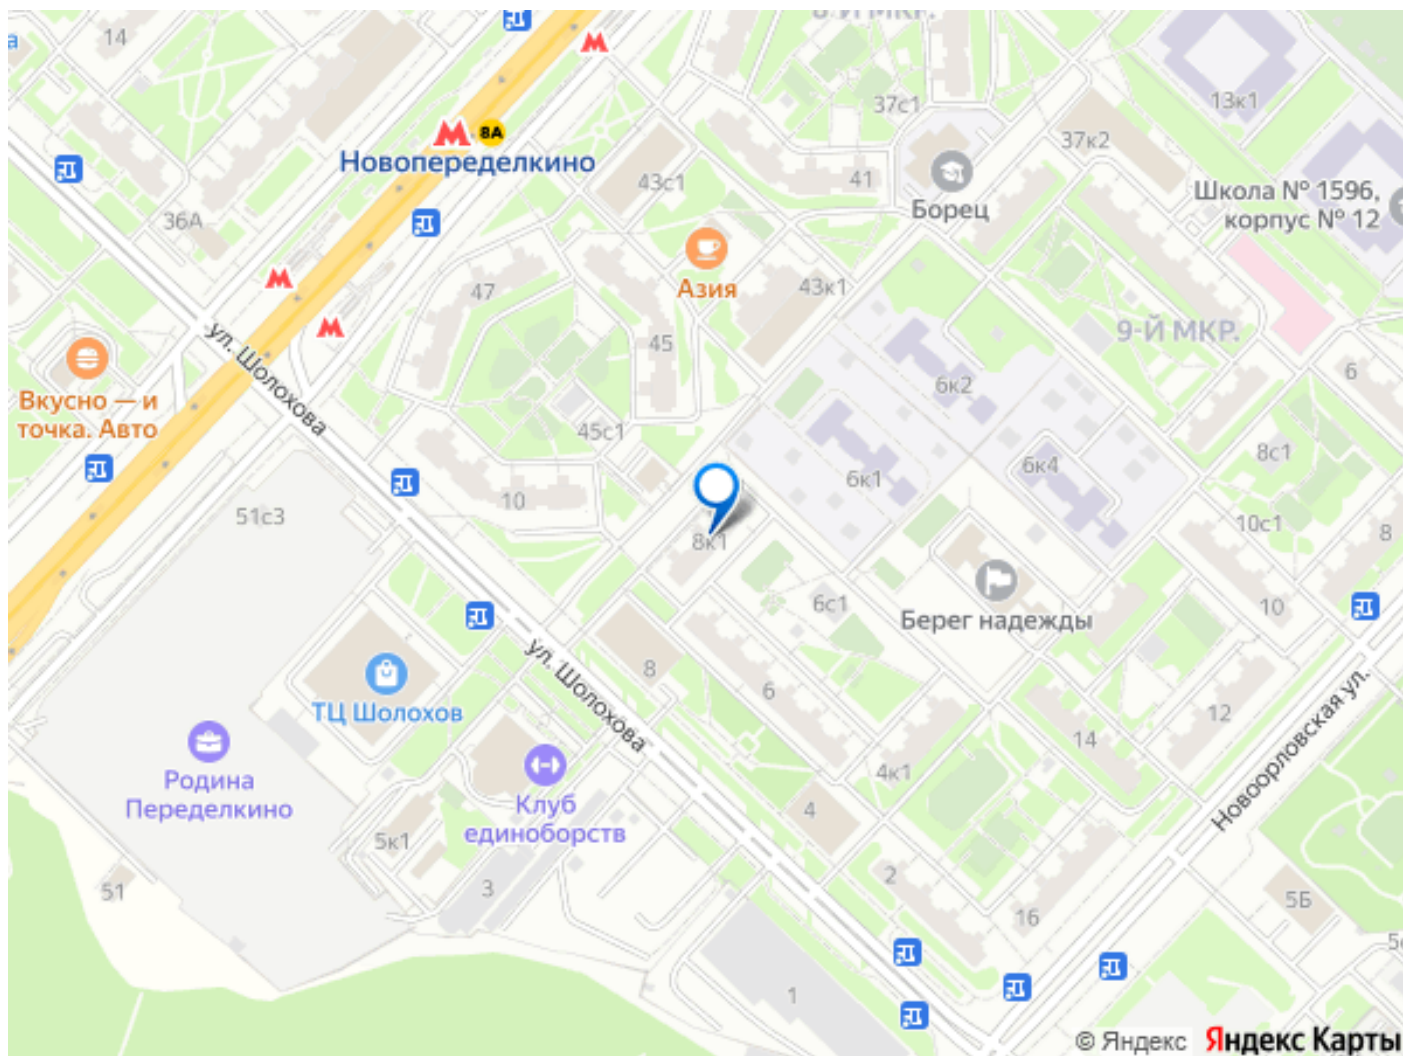 8-Й МКР.
14
а
М
37с1
13к1
М
8А
Новопеределкино
37к2
43с1
41
Борец
Школа № 1596,
корпус № 12
36А
Азия
М
47
43к1
М
45
9-Й МКР.
ул. Шолохова
6
6к2
Вкусно — и
точка. Авто
45с1
8с1
6к1
6к4
10
51с3
10с1
8
8к1
6с1
Берег надежды
10
ул. Шолохова
8
6
ТЦ Шолохов
12
14
Новоорловская ул.
Родина
Переделкино
4к1
Клуб
единоборств
4
5к1
3
2
51
16
5Б
1
© Яндекс
Яндекс Карты